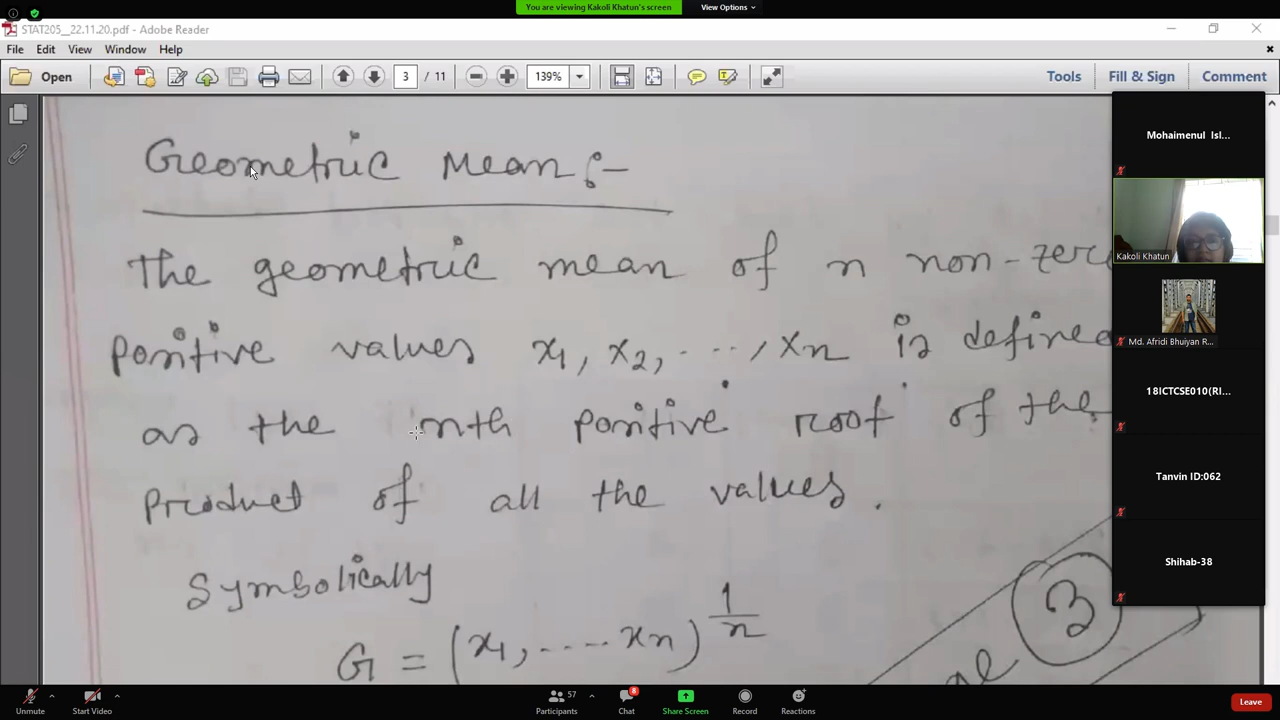 You are viewing Kakoli Khatun's screen
View Options
STAT205__22.11.20.pdf - Adobe Reader
File Edit View Window Help
Open 3 / 11 139% Tools Fill & Sign Comment
Geometric Mean :-
The geometric mean of n non-zero
positive values x1, x2, ..., xn is define
as the nth positive root of the
product of all the values.
Symbolically
G = (x1, .... xn)^1/n
3
Mohaimenul Isl...
Kakoli Khatun
Md. Afridi Bhuiyan R...
18ICTCSE010(RI...
Tanvin ID:062
Shihab-38
Unmute Start Video Participants 57 Chat 8 Share Screen Record Reactions Leave